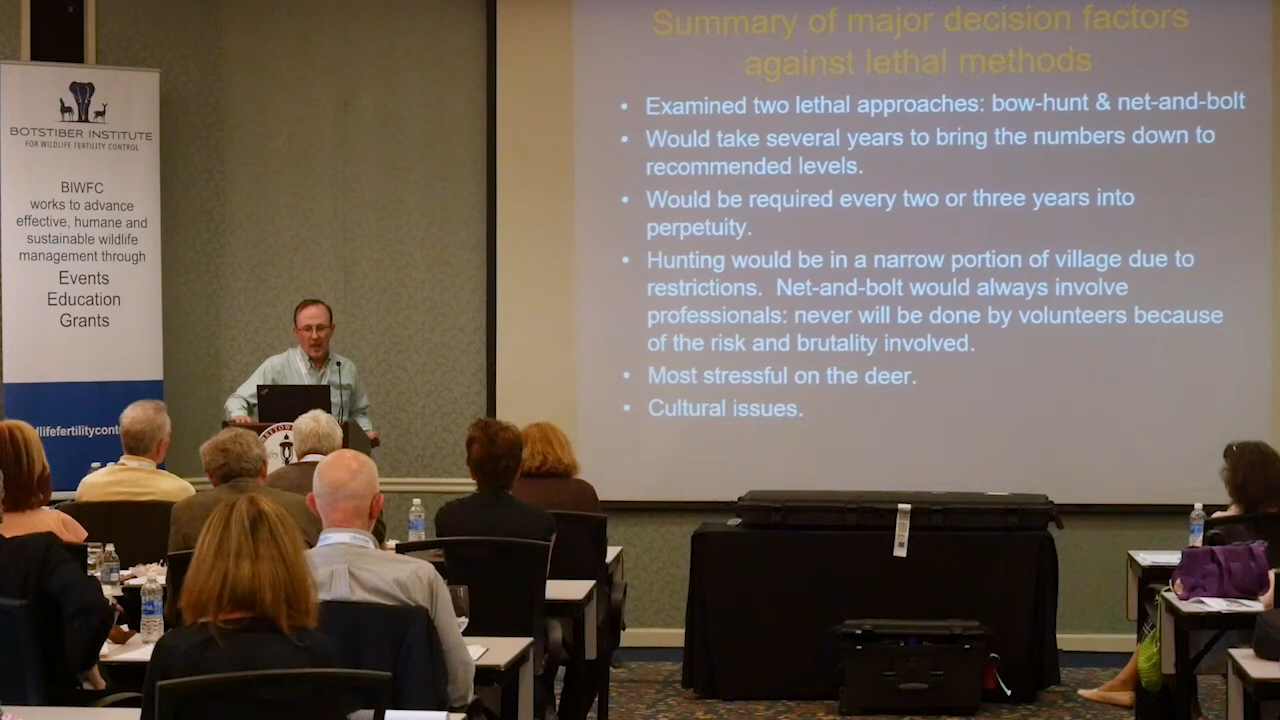 BOTSTIBER INSTITUTE
FOR WILDLIFE FERTILITY CONTROL
BIWFC
works to advance
effective, humane and
sustainable wildlife
management through
Events
Education
Grants
Summary of major decision factors
against lethal methods
• Examined two lethal approaches: bow-hunt & net-and-bolt
• Would take several years to bring the numbers down to
recommended levels.
• Would be required every two or three years into
perpetuity.
• Hunting would be in a narrow portion of village due to
restrictions. Net-and-bolt would always involve
professionals: never will be done by volunteers because
of the risk and brutality involved.
• Most stressful on the deer.
• Cultural issues.